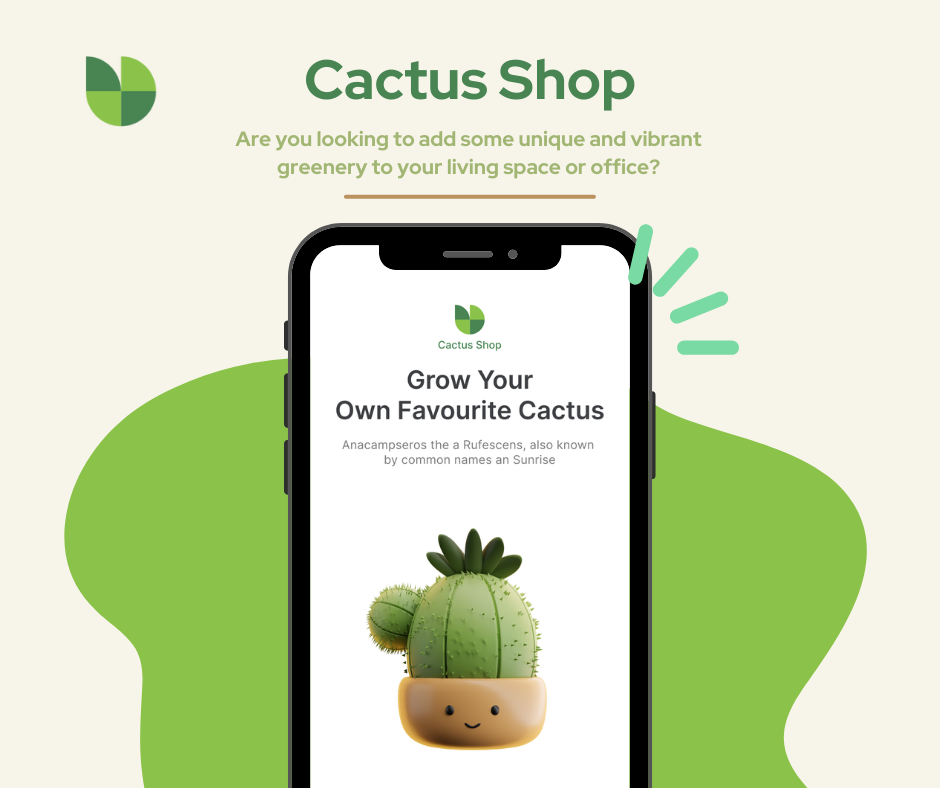 Cactus Shop
Are you looking to add some unique and vibrant
greenery to your living space or office?
Cactus Shop
Grow Your
Own Favourite Cactus
Anacampseros the a Rufescens, also known
by common names an Sunrise